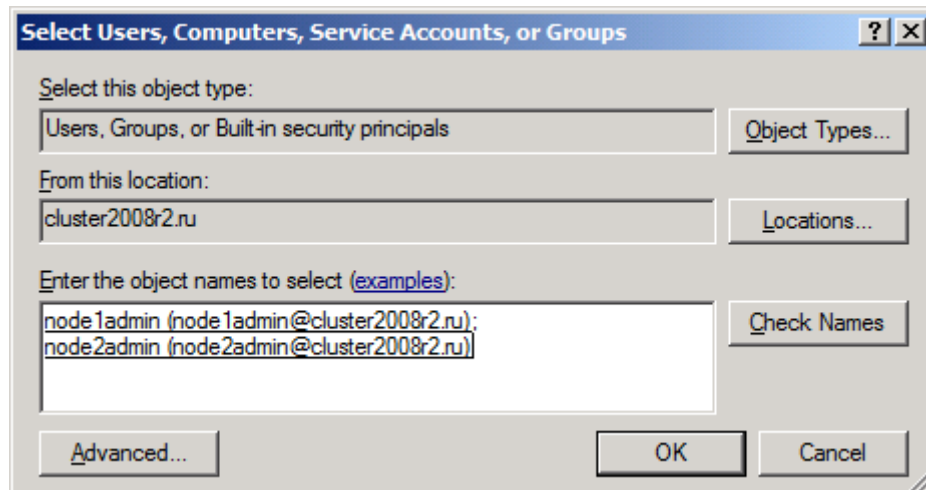 Select Users, Computers, Service Accounts, or Groups
Select this object type:
Users, Groups, or Built-in security principals
Object Types...
From this location:
cluster2008r2.ru
Locations...
Enter the object names to select (examples):
node1admin (node1admin@cluster2008r2.ru);
node2admin (node2admin@cluster2008r2.ru)
Check Names
Advanced...
OK
Cancel